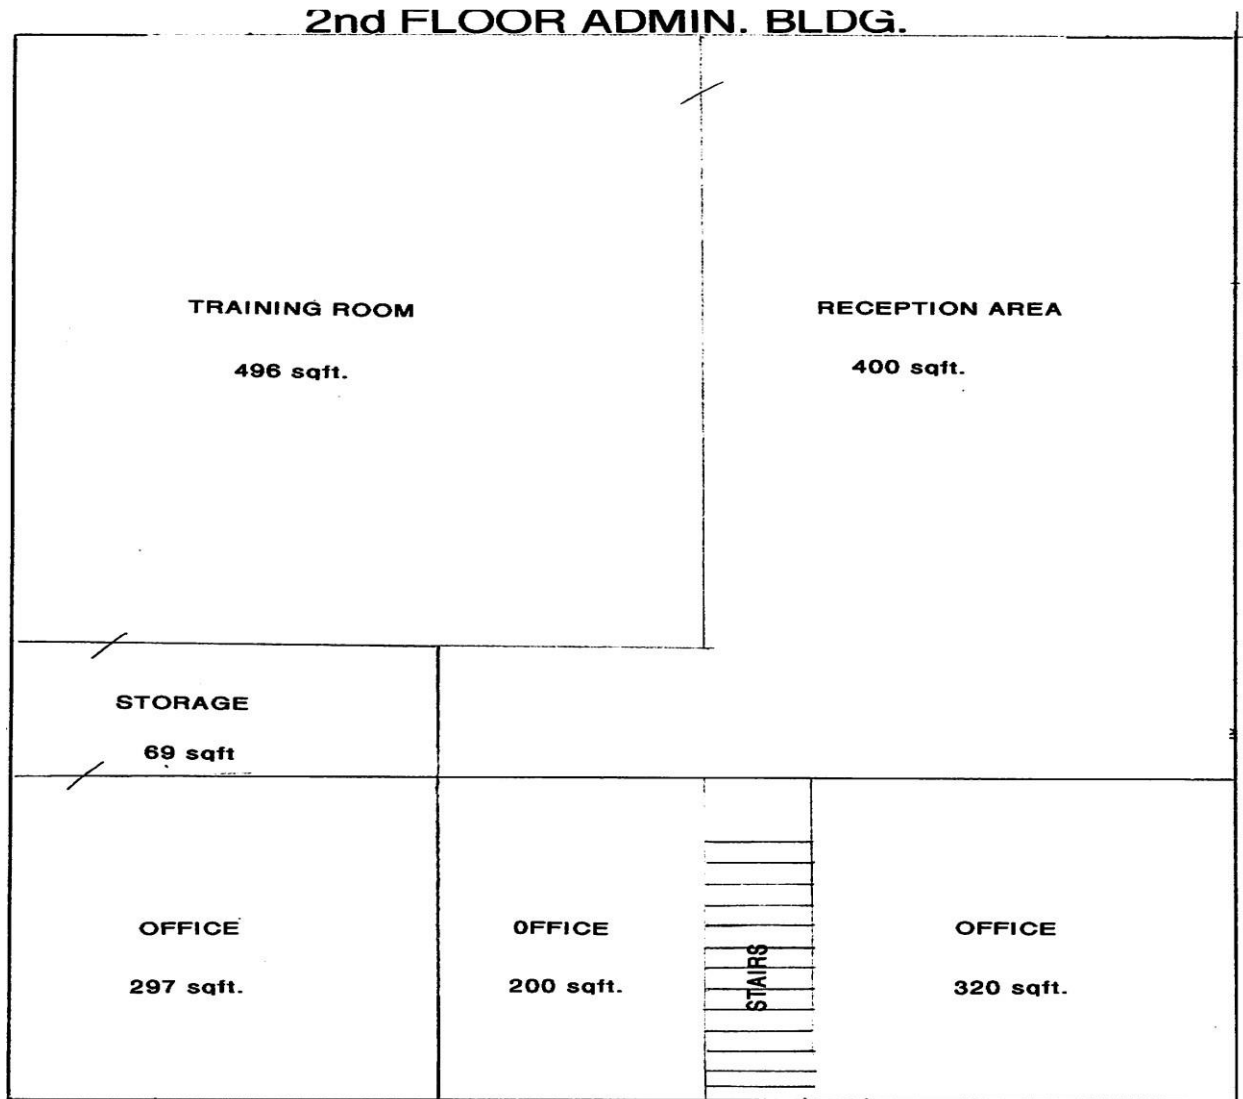 2nd FLOOR ADMIN. BLDG.
TRAINING ROOM
496 sqft.
RECEPTION AREA
400 sqft.
STORAGE
69 sqft
OFFICE
297 sqft.
OFFICE
200 sqft.
STAIRS
OFFICE
320 sqft.